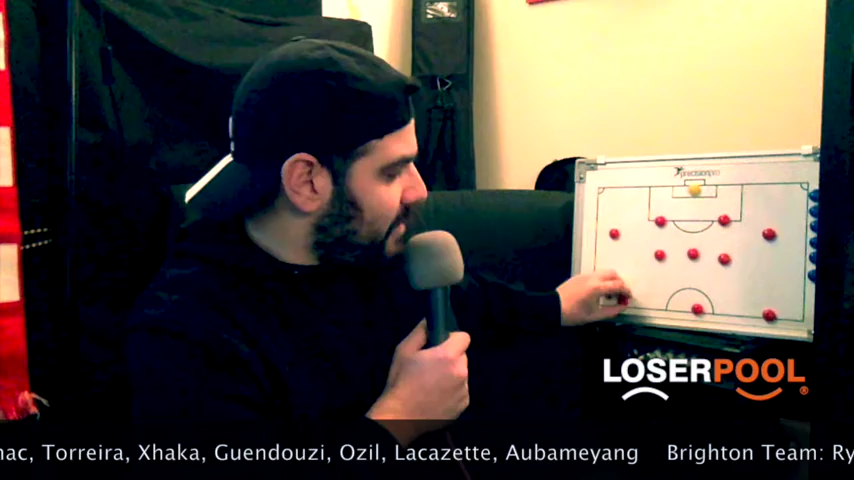 precisionpro
LOSERPOOL
nac, Torreira, Xhaka, Guendouzi, Ozil, Lacazette, Aubameyang Brighton Team: Ry